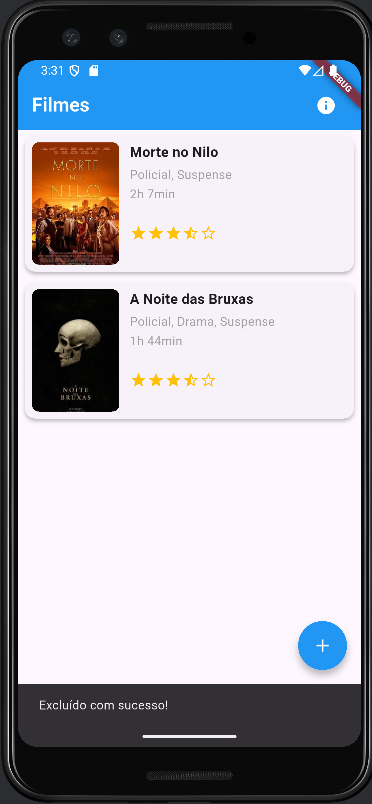 3:31
DEBUG
Filmes
MORTE
NO
NILO
Morte no Nilo
Policial, Suspense
2h 7min
A
NOITE
DAS
BRUXAS
A Noite das Bruxas
Policial, Drama, Suspense
1h 44min
Excluído com sucesso!